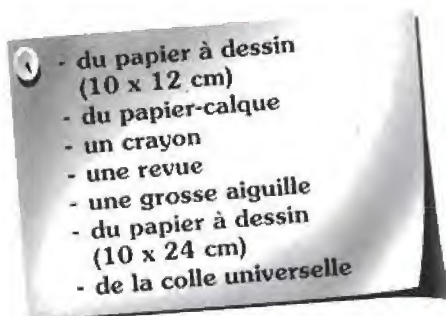 - du papier à dessin
(10 x 12 cm)
- du papier-calque
- un crayon
- une revue
- une grosse aiguille
- du papier à dessin
(10 x 24 cm)
- de la colle universelle